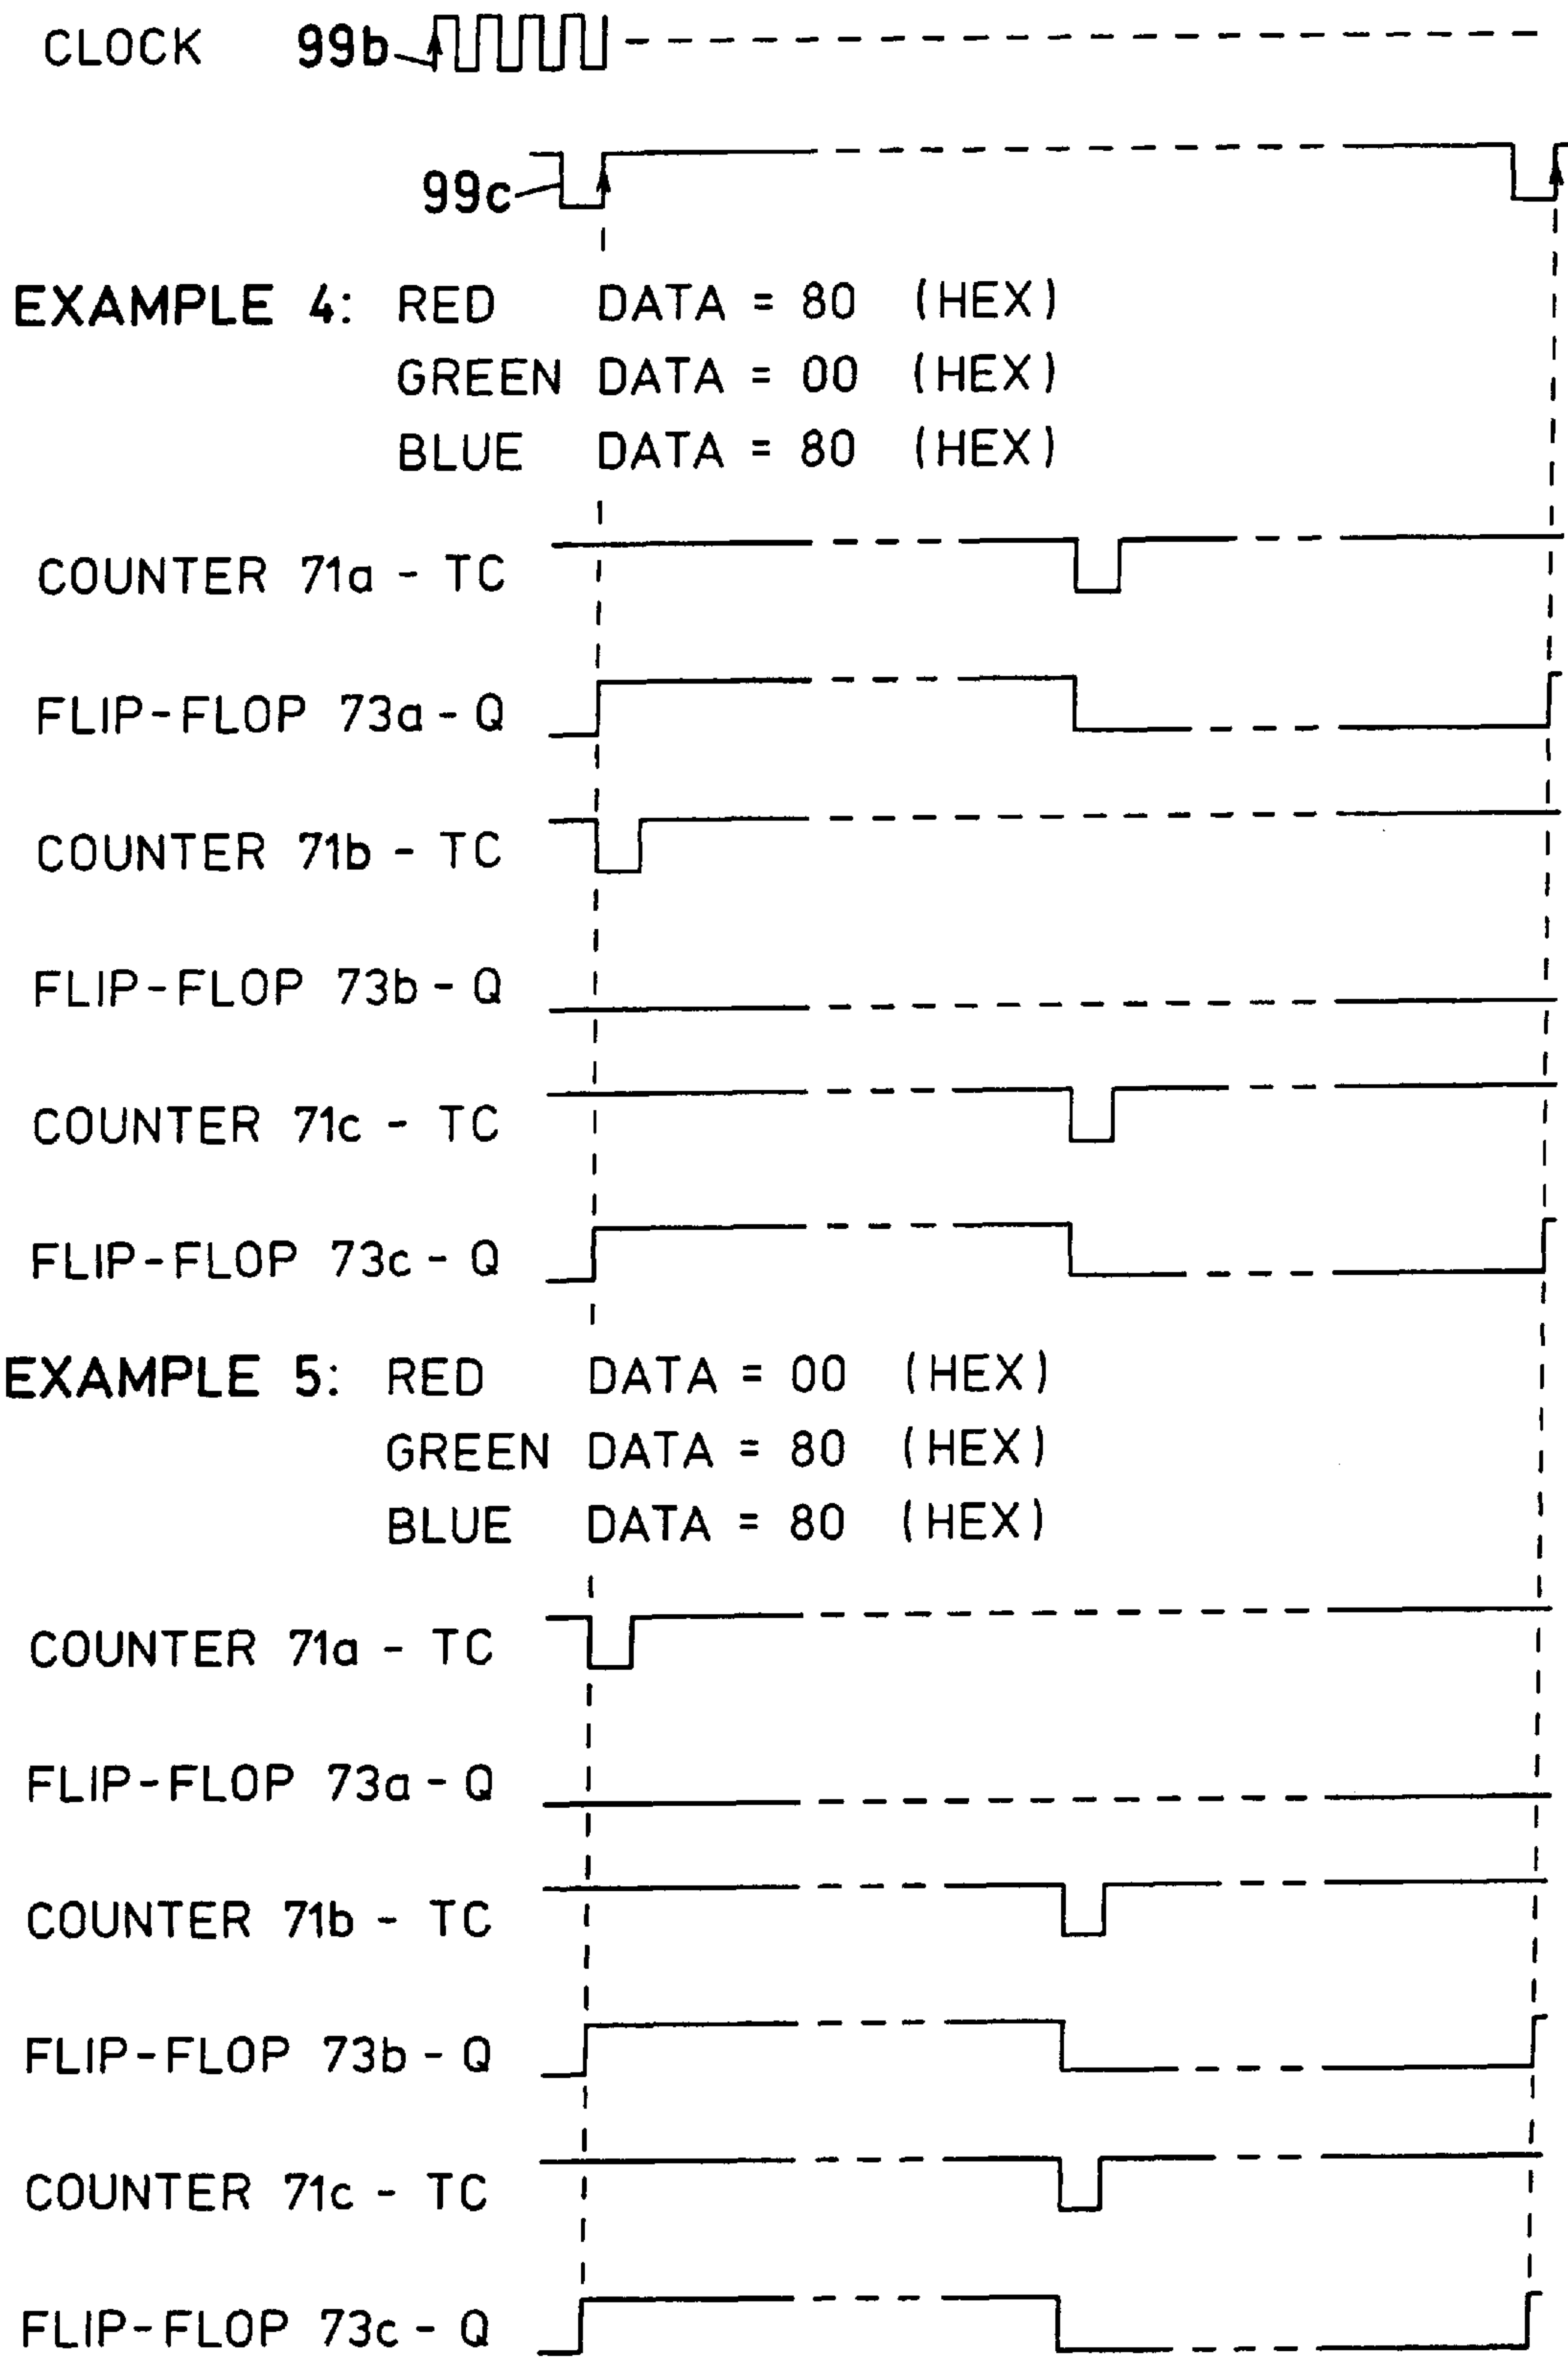 CLOCK 99b
99c
EXAMPLE 4: RED DATA = 80 (HEX)
GREEN DATA = 00 (HEX)
BLUE DATA = 80 (HEX)
COUNTER 71a - TC
FLIP-FLOP 73a - Q
COUNTER 71b - TC
FLIP-FLOP 73b - Q
COUNTER 71c - TC
FLIP-FLOP 73c - Q
EXAMPLE 5: RED DATA = 00 (HEX)
GREEN DATA = 80 (HEX)
BLUE DATA = 80 (HEX)
COUNTER 71a - TC
FLIP-FLOP 73a - Q
COUNTER 71b - TC
FLIP-FLOP 73b - Q
COUNTER 71c - TC
FLIP-FLOP 73c - Q